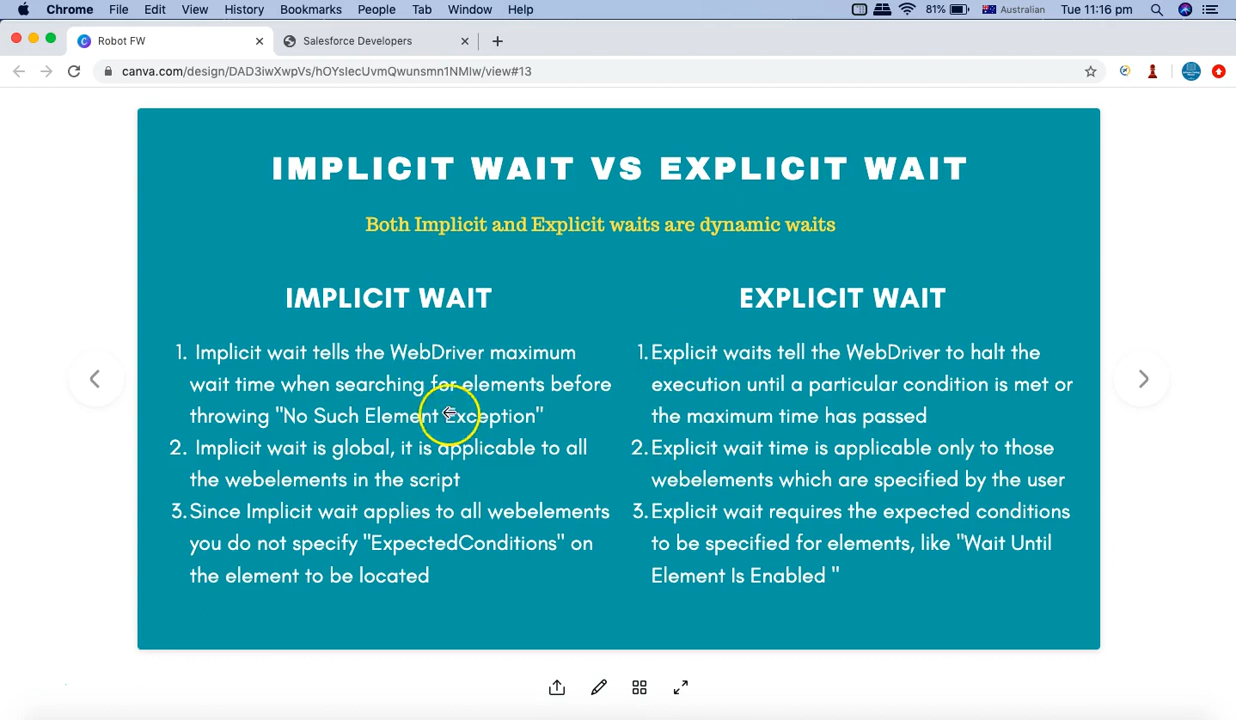 Chrome File Edit View History Bookmarks People Tab Window Help 81% Australian Tue 11:16 pm
Robot FW Salesforce Developers
canva.com/design/DAD3iwXwpVs/hOYsIecUvmQwunsmn1NMlw/view#13
IMPLICIT WAIT VS EXPLICIT WAIT
Both Implicit and Explicit waits are dynamic waits
IMPLICIT WAIT
1. Implicit wait tells the WebDriver maximum
wait time when searching for elements before
throwing "No Such Element Exception"
2. Implicit wait is global, it is applicable to all
the webelements in the script
3. Since Implicit wait applies to all webelements
you do not specify "ExpectedConditions" on
the element to be located
EXPLICIT WAIT
1. Explicit waits tell the WebDriver to halt the
execution until a particular condition is met or
the maximum time has passed
2. Explicit wait time is applicable only to those
webelements which are specified by the user
3. Explicit wait requires the expected conditions
to be specified for elements, like "Wait Until
Element Is Enabled "